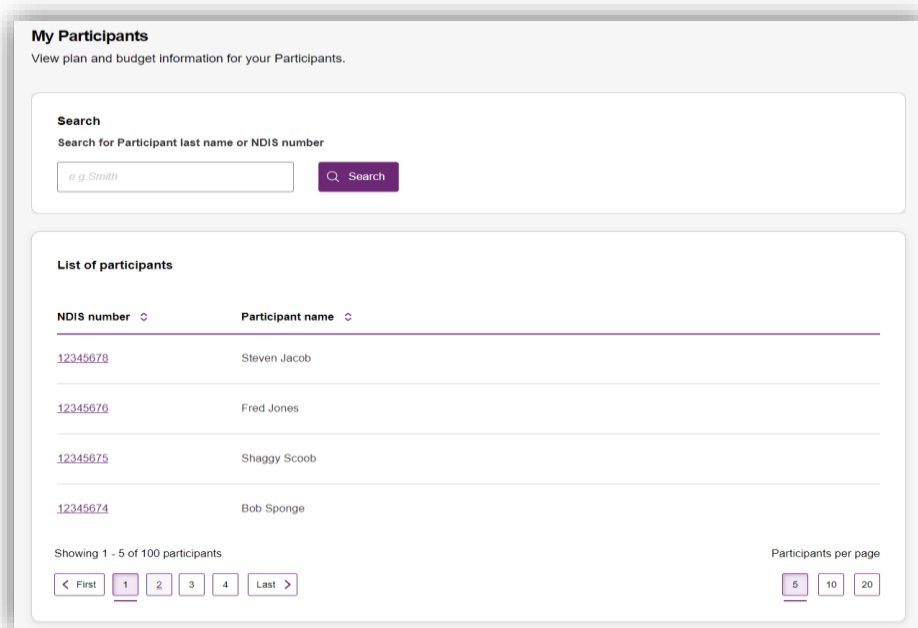 My Participants
View plan and budget information for your Participants.
Search
Search for Participant last name or NDIS number
e.g.Smith
Search
List of participants
NDIS number Participant name
12345678 Steven Jacob
12345676 Fred Jones
12345675 Shaggy Scoob
12345674 Bob Sponge
Showing 1 - 5 of 100 participants Participants per page
First 1 2 3 4 Last 5 10 20